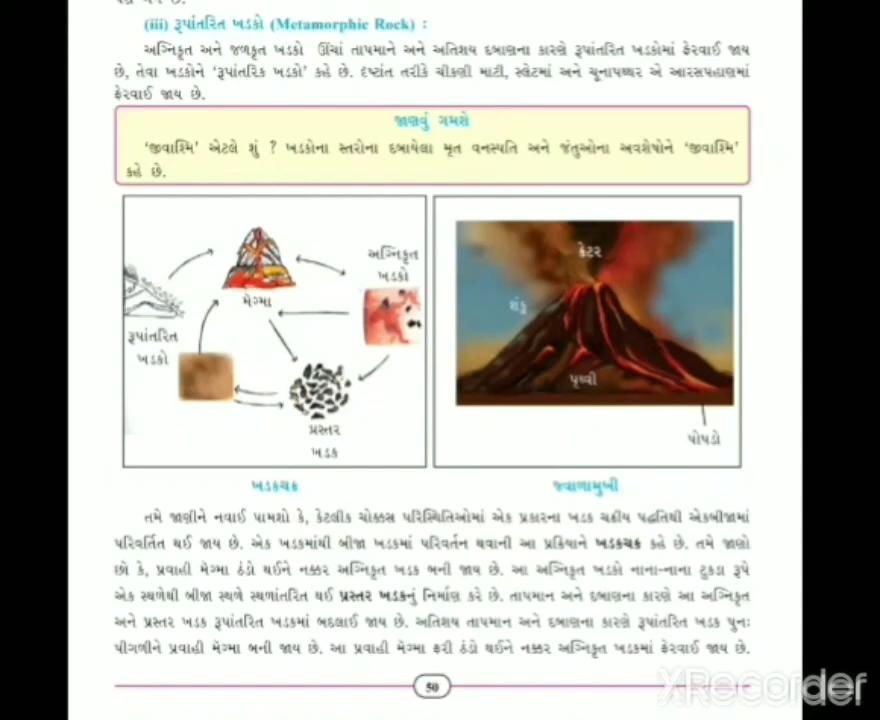 (iii) રૂપાંતરિત ખડકો (Metamorphic Rock) :
અગ્નિકૃત અને જળકૃત ખડકો ઊંચાં તાપમાને અને અતિશય દબાણના કારણે રૂપાંતરિત ખડકોમાં ફેરવાઈ જાય
છે, તેવા ખડકોને 'રૂપાંતરિક ખડકો' કહે છે. દૃષ્ટાંત તરીકે ચીકણી માટી, સ્લેટમાં અને ચૂનાપથ્થર એ આરસપહાણમાં
ફેરવાઈ જાય છે.
જાણવું ગમશે
'જીવાશ્મિ' એટલે શું ? ખડકોના સ્તરોના દબાયેલા મૃત વનસ્પતિ અને જંતુઓના અવશેષોને 'જીવાશ્મિ'
કહે છે.
અગ્નિકૃત
ખડકો
મેગ્મા
રૂપાંતરિત
ખડકો
પ્રસ્તર
ખડક
કેટર
શંકુ
પૃથ્વી
પોપડો
ખડકચક્ર
જ્વાળામુખી
તમે જાણીને નવાઈ પામશો કે, કેટલીક ચોક્કસ પરિસ્થિતિઓમાં એક પ્રકારના ખડક ચક્રીય પદ્ધતિથી એકબીજામાં
પરિવર્તિત થઈ જાય છે. એક ખડકમાંથી બીજા ખડકમાં પરિવર્તન થવાની આ પ્રક્રિયાને ખડકચક્ર કહે છે. તમે જાણો
છો કે, પ્રવાહી મેગ્મા ઠંડો થઈને નક્કર અગ્નિકૃત ખડક બની જાય છે. આ અગ્નિકૃત ખડકો નાના-નાના ટુકડા રૂપે
એક સ્થળેથી બીજા સ્થળે સ્થળાંતરિત થઈ પ્રસ્તર ખડકનું નિર્માણ કરે છે. તાપમાન અને દબાણના કારણે આ અગ્નિકૃત
અને પ્રસ્તર ખડક રૂપાંતરિત ખડકમાં બદલાઈ જાય છે. અતિશય તાપમાન અને દબાણના કારણે રૂપાંતરિત ખડક પુનઃ
પીગળીને પ્રવાહી મેગ્મા બની જાય છે. આ પ્રવાહી મેગ્મા ફરી ઠંડો થઈને નક્કર અગ્નિકૃત ખડકમાં ફેરવાઈ જાય છે.
50
XRecorder